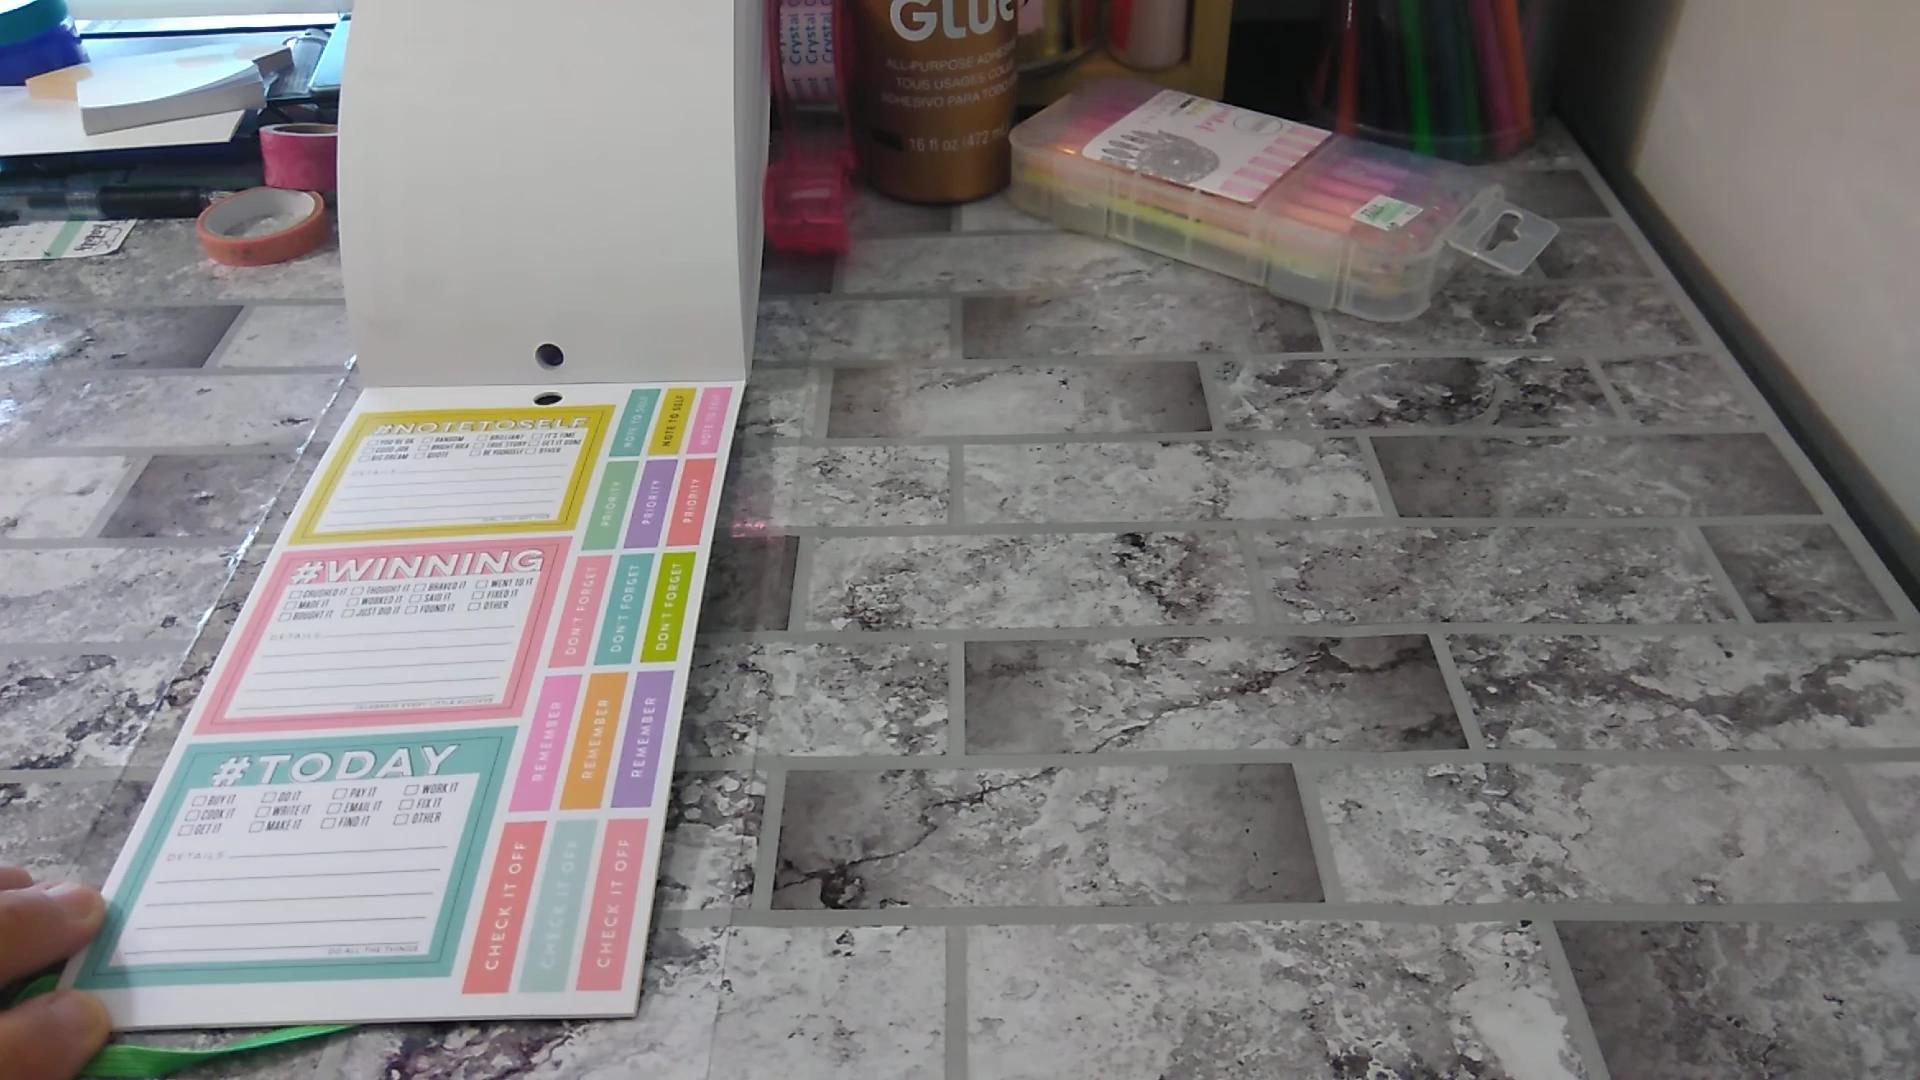 GLUE
ALL-PURPOSE ADHESIVE
TOUS USAGES COLLE
ADHESIVO PARA TODO
16 fl oz (472 mL
Crystal
Crystal
Crystal
#NOTETOSELF
YOU'RE OK RANDOM BRILLIANT IT'S TIME
GOOD JOB BRIGHT IDEA TRUE STORY GET IT DONE
BIG DREAM QUOTE BE YOURSELF OTHER
DETAILS
#WINNING
CRUSHED IT THOUGHT IT BRAVED IT WENT TO IT
MADE IT WORKED IT SAID IT FIXED IT
BOUGHT IT JUST DID IT FOUND IT OTHER
DETAILS
#TODAY
BUY IT DO IT PAY IT WORK IT
COOK IT WRITE IT EMAIL IT FIX IT
GET IT MAKE IT FIND IT OTHER
DETAILS
DO ALL THE THINGS
NOTE TO SELF
NOTE TO SELF
NOTE TO SELF
PRIORITY
PRIORITY
PRIORITY
DON'T FORGET
DON'T FORGET
DON'T FORGET
REMEMBER
REMEMBER
REMEMBER
CHECK IT OFF
CHECK IT OFF
CHECK IT OFF